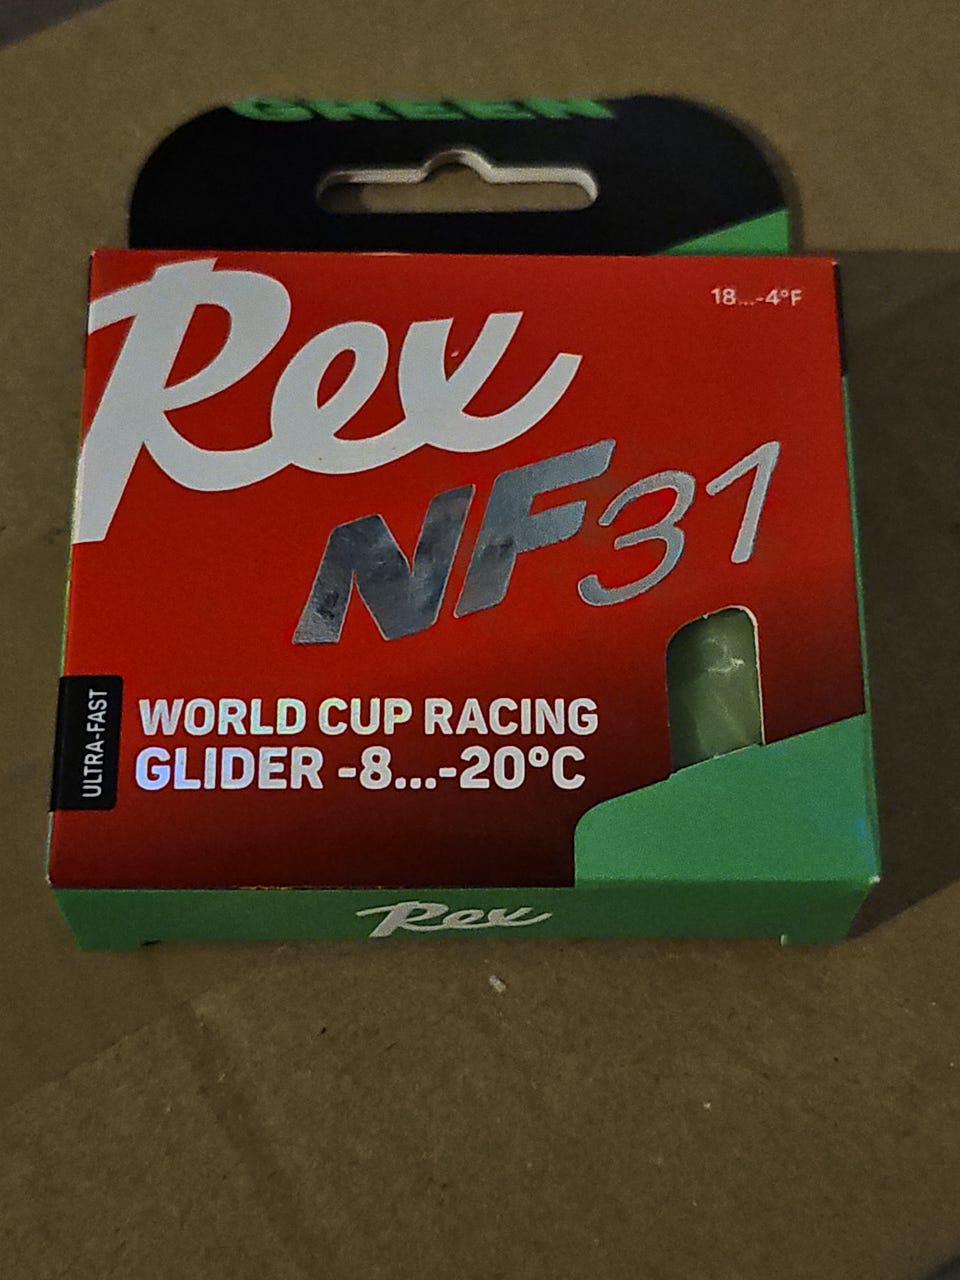 GREEN
Rex
18...-4°F
NF31
ULTRA-FAST
WORLD CUP RACING
GLIDER -8...-20°C
Rex